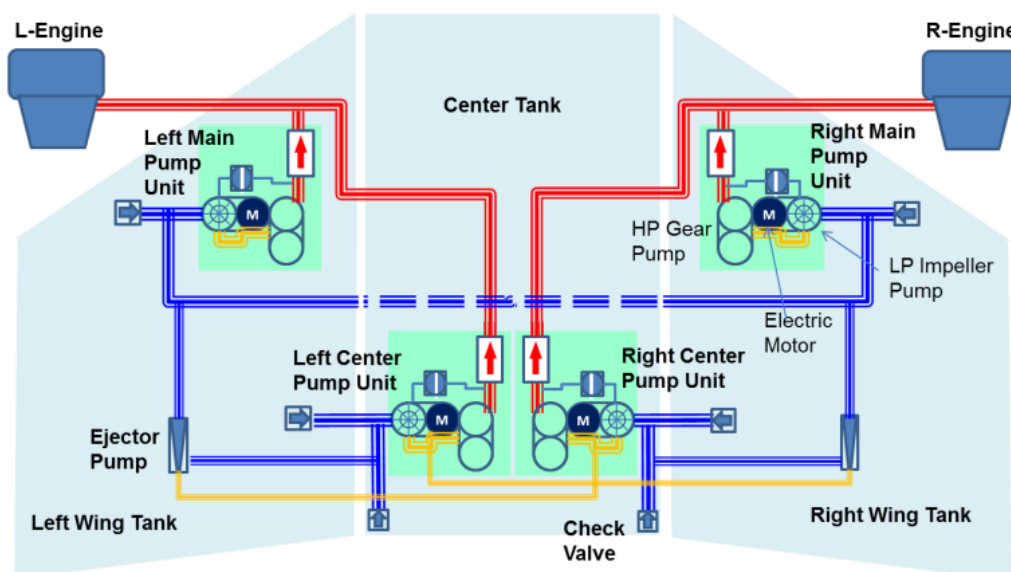 L-Engine
R-Engine
Center Tank
Left Main
Pump
Unit
Right Main
Pump
Unit
M
M
HP Gear
Pump
LP Impeller
Pump
Electric
Motor
Left Center
Pump Unit
Right Center
Pump Unit
M
M
Ejector
Pump
Left Wing Tank
Check
Valve
Right Wing Tank